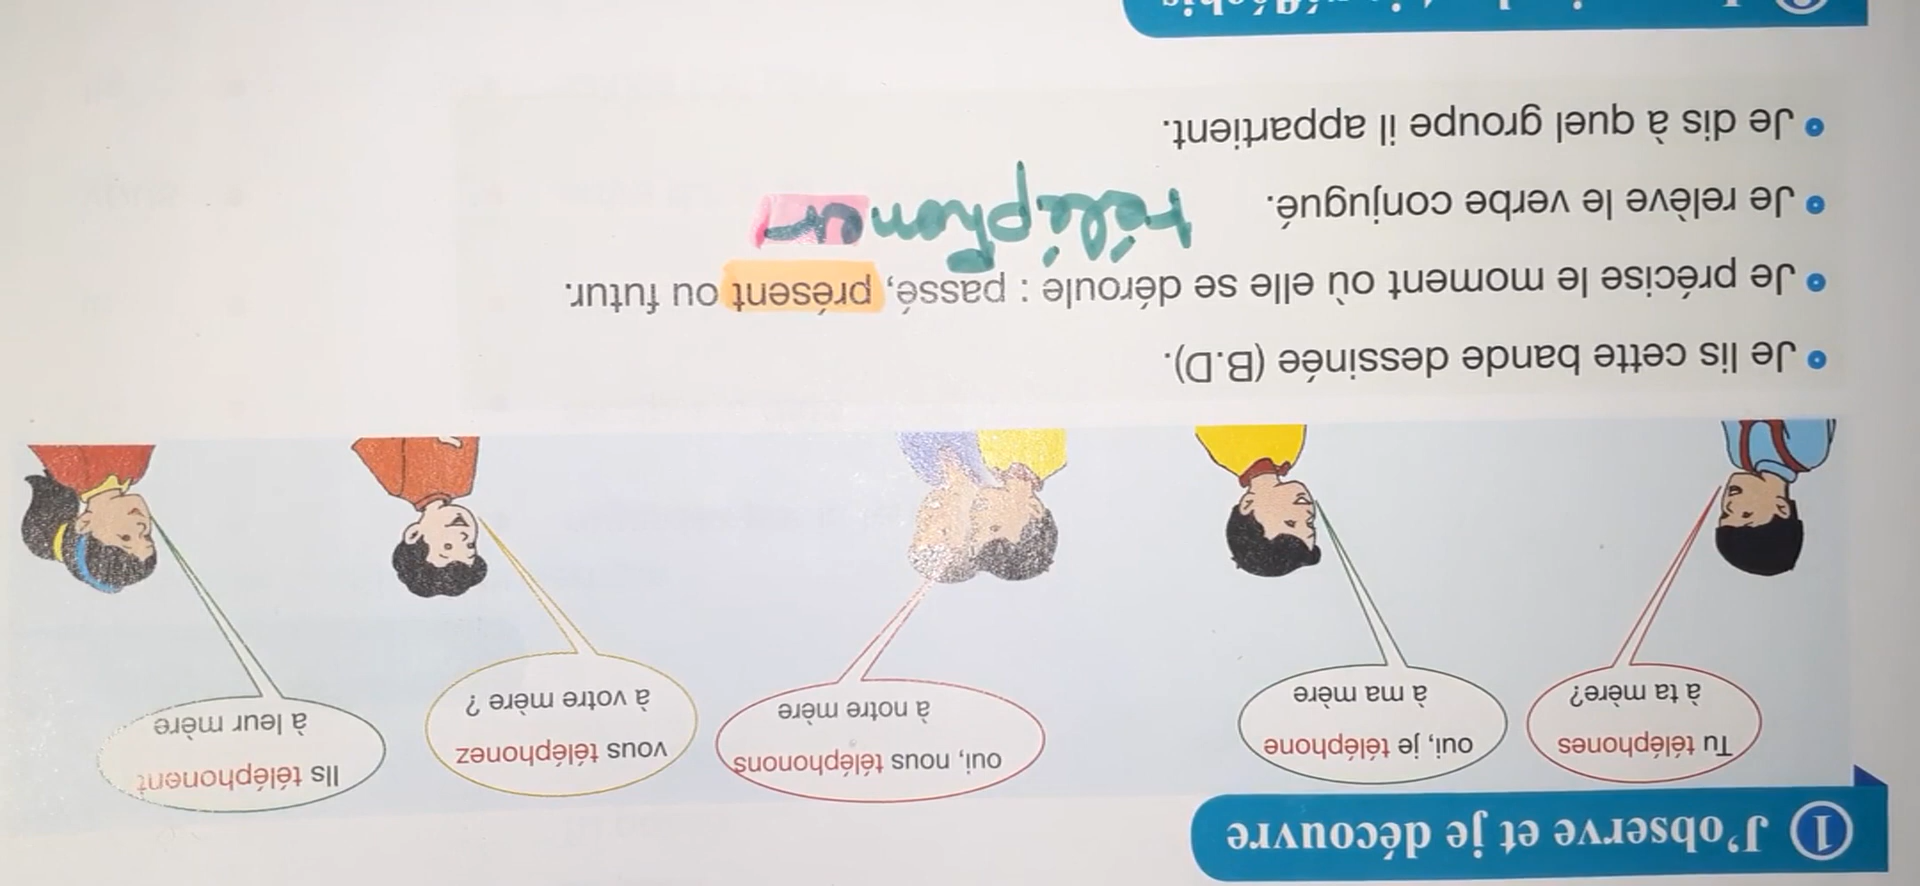 1 J'observe et je découvre
Tu téléphones
à ta mère?
oui, je téléphone
à ma mère
oui, nous téléphonons
à notre mère
vous téléphonez
à votre mère ?
Ils téléphonent
à leur mère
• Je lis cette bande dessinée (B.D).
• Je précise le moment où elle se déroule : passé, présent ou futur.
• Je relève le verbe conjugué. téléphoner
• Je dis à quel groupe il appartient.